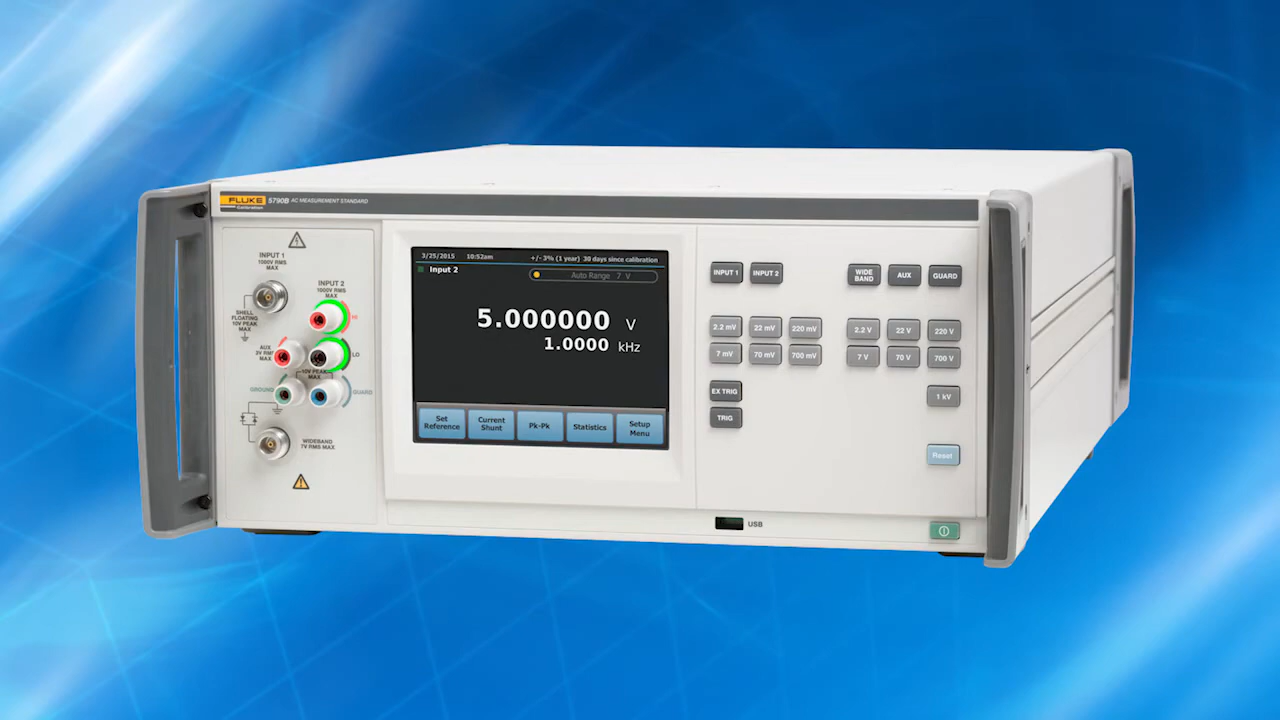 FLUKE
Calibration
5790B AC MEASUREMENT STANDARD
INPUT 1
1000V RMS
MAX
SHELL
FLOATING
10V PEAK
MAX
INPUT 2
1000V RMS
MAX
HI
LO
AUX
3V RMS
MAX
10V PEAK
MAX
GROUND
GUARD
WIDEBAND
7V RMS MAX
3/25/2015 10:52am +/- 3% (1 year) 30 days since calibration
Input 2
Auto Range 7 V
5.000000 V
1.0000 kHz
Set
Reference
Current
Shunt
Pk-Pk
Statistics
Setup
Menu
INPUT 1 INPUT 2
WIDE
BAND
AUX
GUARD
2.2 mV 22 mV 220 mV 2.2 V 22 V 220 V
7 mV 70 mV 700 mV 7 V 70 V 700 V
EX TRIG
1 kV
TRIG
Reset
USB